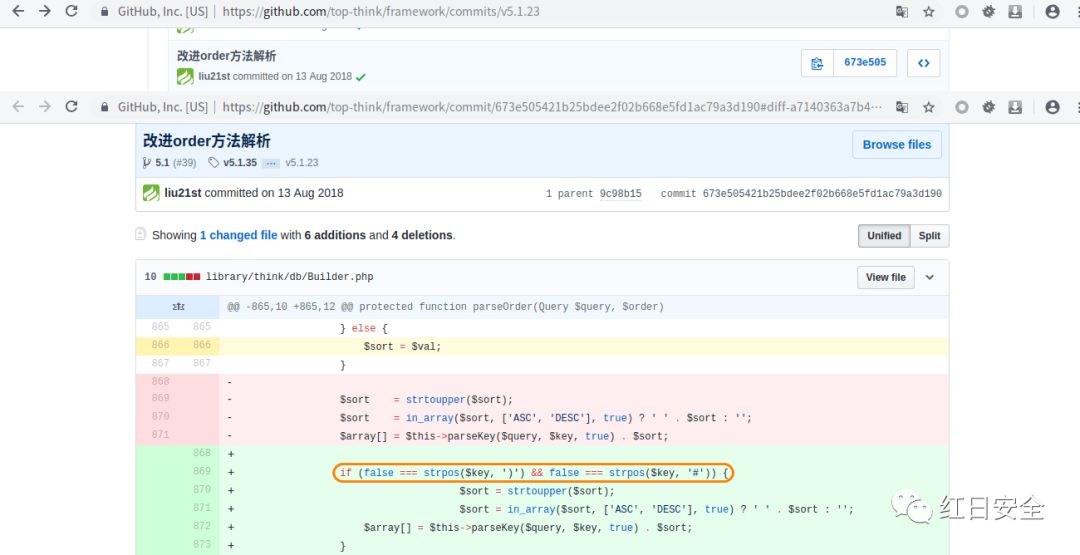 GitHub, Inc. [US] | https://github.com/top-think/framework/commits/v5.1.23
改进order方法解析
liu21st committed on 13 Aug 2018
673e505
GitHub, Inc. [US] | https://github.com/top-think/framework/commit/673e505421b25bdee2f02b668e5fd1ac79a3d190#diff-a7140363a7b4…
改进order方法解析
Browse files
5.1 (#39) v5.1.35 … v5.1.23
liu21st committed on 13 Aug 2018 1 parent 9c98b15 commit 673e505421b25bdee2f02b668e5fd1ac79a3d190
Showing 1 changed file with 6 additions and 4 deletions. Unified Split
10 library/think/db/Builder.php View file
@@ -865,10 +865,12 @@ protected function parseOrder(Query $query, $order)
865 865 } else {
866 866 $sort = $val;
867 867 }
868 -
869 - $sort = strtoupper($sort);
870 - $sort = in_array($sort, ['ASC', 'DESC'], true) ? ' ' . $sort : '';
871 - $array[] = $this->parseKey($query, $key, true) . $sort;
868 +
869 + if (false === strpos($key, ')') && false === strpos($key, '#')) {
870 + $sort = strtoupper($sort);
871 + $sort = in_array($sort, ['ASC', 'DESC'], true) ? ' ' . $sort : '';
872 + $array[] = $this->parseKey($query, $key, true) . $sort;
873 + }
红日安全